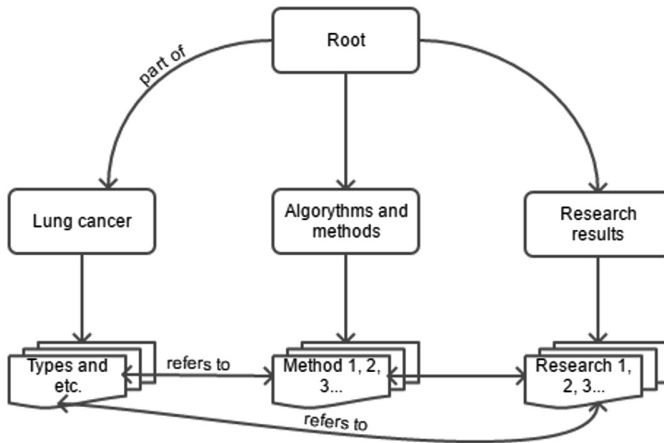 Root
part of
Lung cancer
Algorythms and
methods
Research
results
Types and
etc.
refers to
Method 1, 2,
3...
Research 1,
2, 3...
refers to